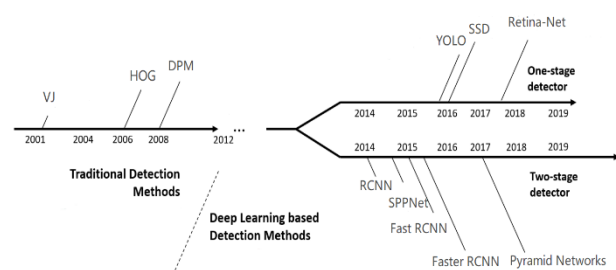 Retina-Net
SSD
YOLO
One-stage
detector
DPM
HOG
VJ
2014 2015 2016 2017 2018 2019
2001 2004 2006 2008 2012 ...
2014 2015 2016 2017 2018 2019
Traditional Detection
Methods
RCNN
SPPNet
Fast RCNN
Faster RCNN
Pyramid Networks
Two-stage
detector
Deep Learning based
Detection Methods